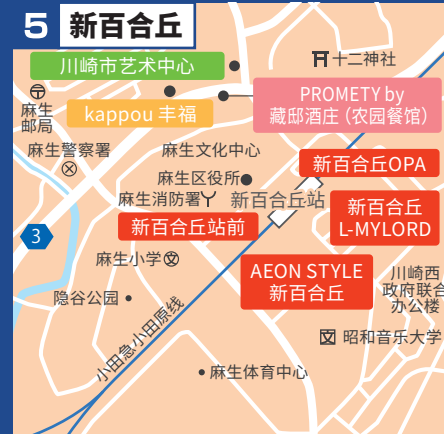 5 新百合丘
川崎市艺术中心
十二神社
麻生
邮局
kappou 丰福
PROMETY by
藏邸酒庄（农园餐馆）
麻生警察署
麻生文化中心
新百合丘OPA
麻生区役所
麻生消防署
新百合丘站
新百合丘
L-MYLORD
新百合丘站前
3
麻生小学
AEON STYLE
新百合丘
川崎西
政府联合
办公楼
隐谷公园
小田急小田原线
昭和音乐大学
麻生体育中心